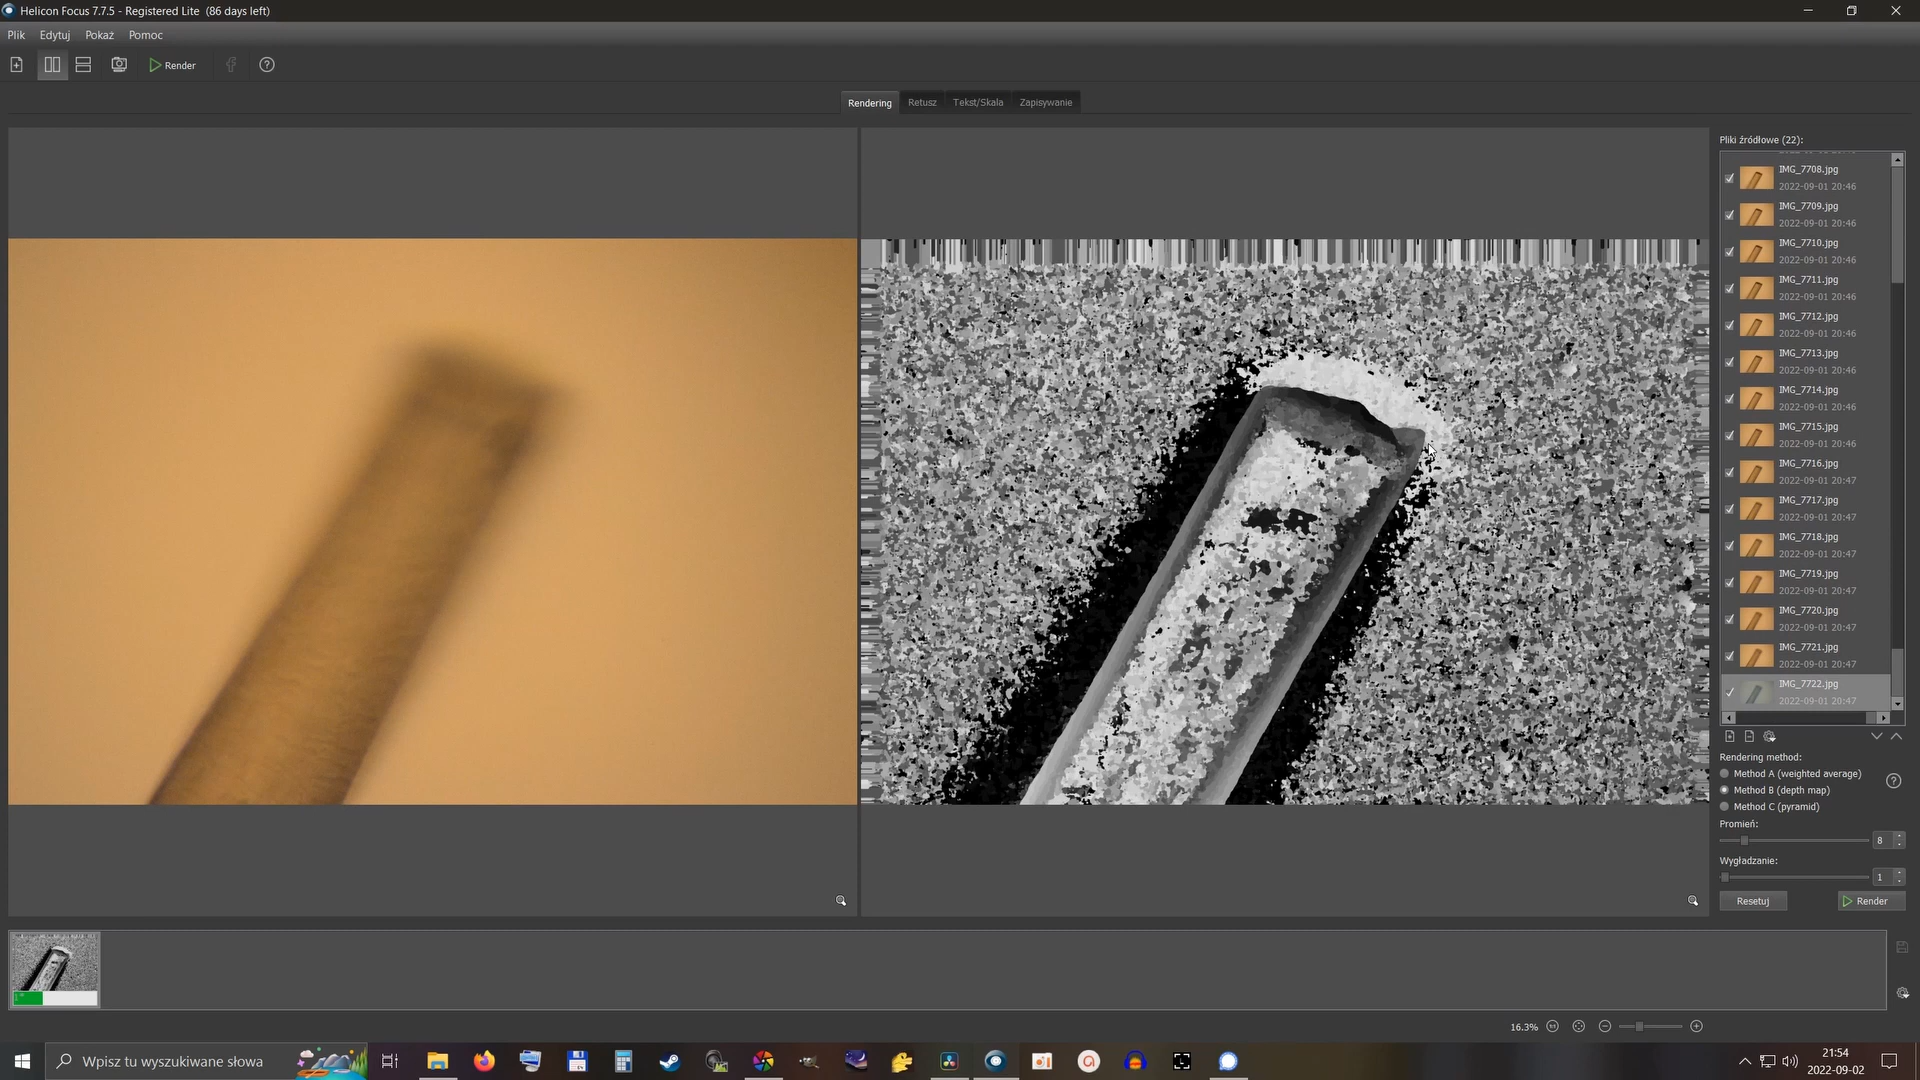 Helicon Focus 7.7.5 - Registered Lite (86 days left)
Plik Edytuj Pokaż Pomoc
Render
Rendering Retusz Tekst/Skala Zapisywanie
Pliki źródłowe (22):
IMG_7708.jpg
2022-09-01 20:46
IMG_7709.jpg
2022-09-01 20:46
IMG_7710.jpg
2022-09-01 20:46
IMG_7711.jpg
2022-09-01 20:46
IMG_7712.jpg
2022-09-01 20:46
IMG_7713.jpg
2022-09-01 20:46
IMG_7714.jpg
2022-09-01 20:46
IMG_7715.jpg
2022-09-01 20:46
IMG_7716.jpg
2022-09-01 20:47
IMG_7717.jpg
2022-09-01 20:47
IMG_7718.jpg
2022-09-01 20:47
IMG_7719.jpg
2022-09-01 20:47
IMG_7720.jpg
2022-09-01 20:47
IMG_7721.jpg
2022-09-01 20:47
IMG_7722.jpg
2022-09-01 20:47
Rendering method:
Method A (weighted average)
Method B (depth map)
Method C (pyramid)
Promień:
8
Wygładzanie:
1
Resetuj Render
16.3%
Wpisz tu wyszukiwane słowa
21:54
2022-09-02